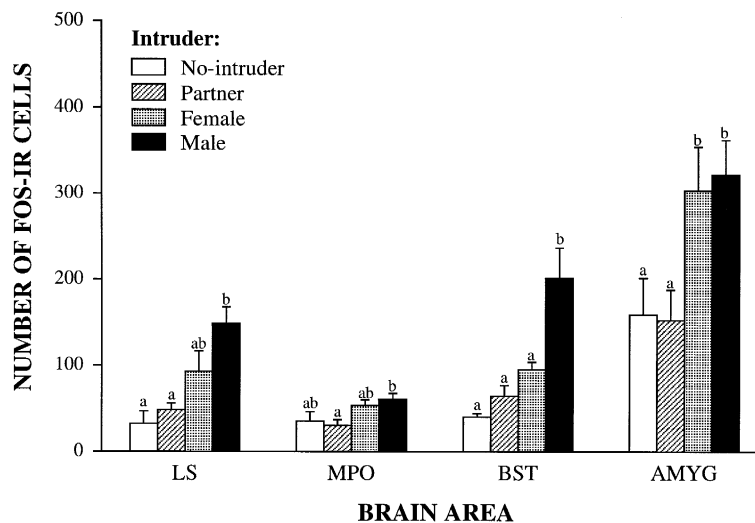 500
400
300
200
100
0
NUMBER OF FOS-IR CELLS
Intruder:
No-intruder
Partner
Female
Male
a a ab b
ab a ab b
a a a b
a a b b
LS MPO BST AMYG
BRAIN AREA